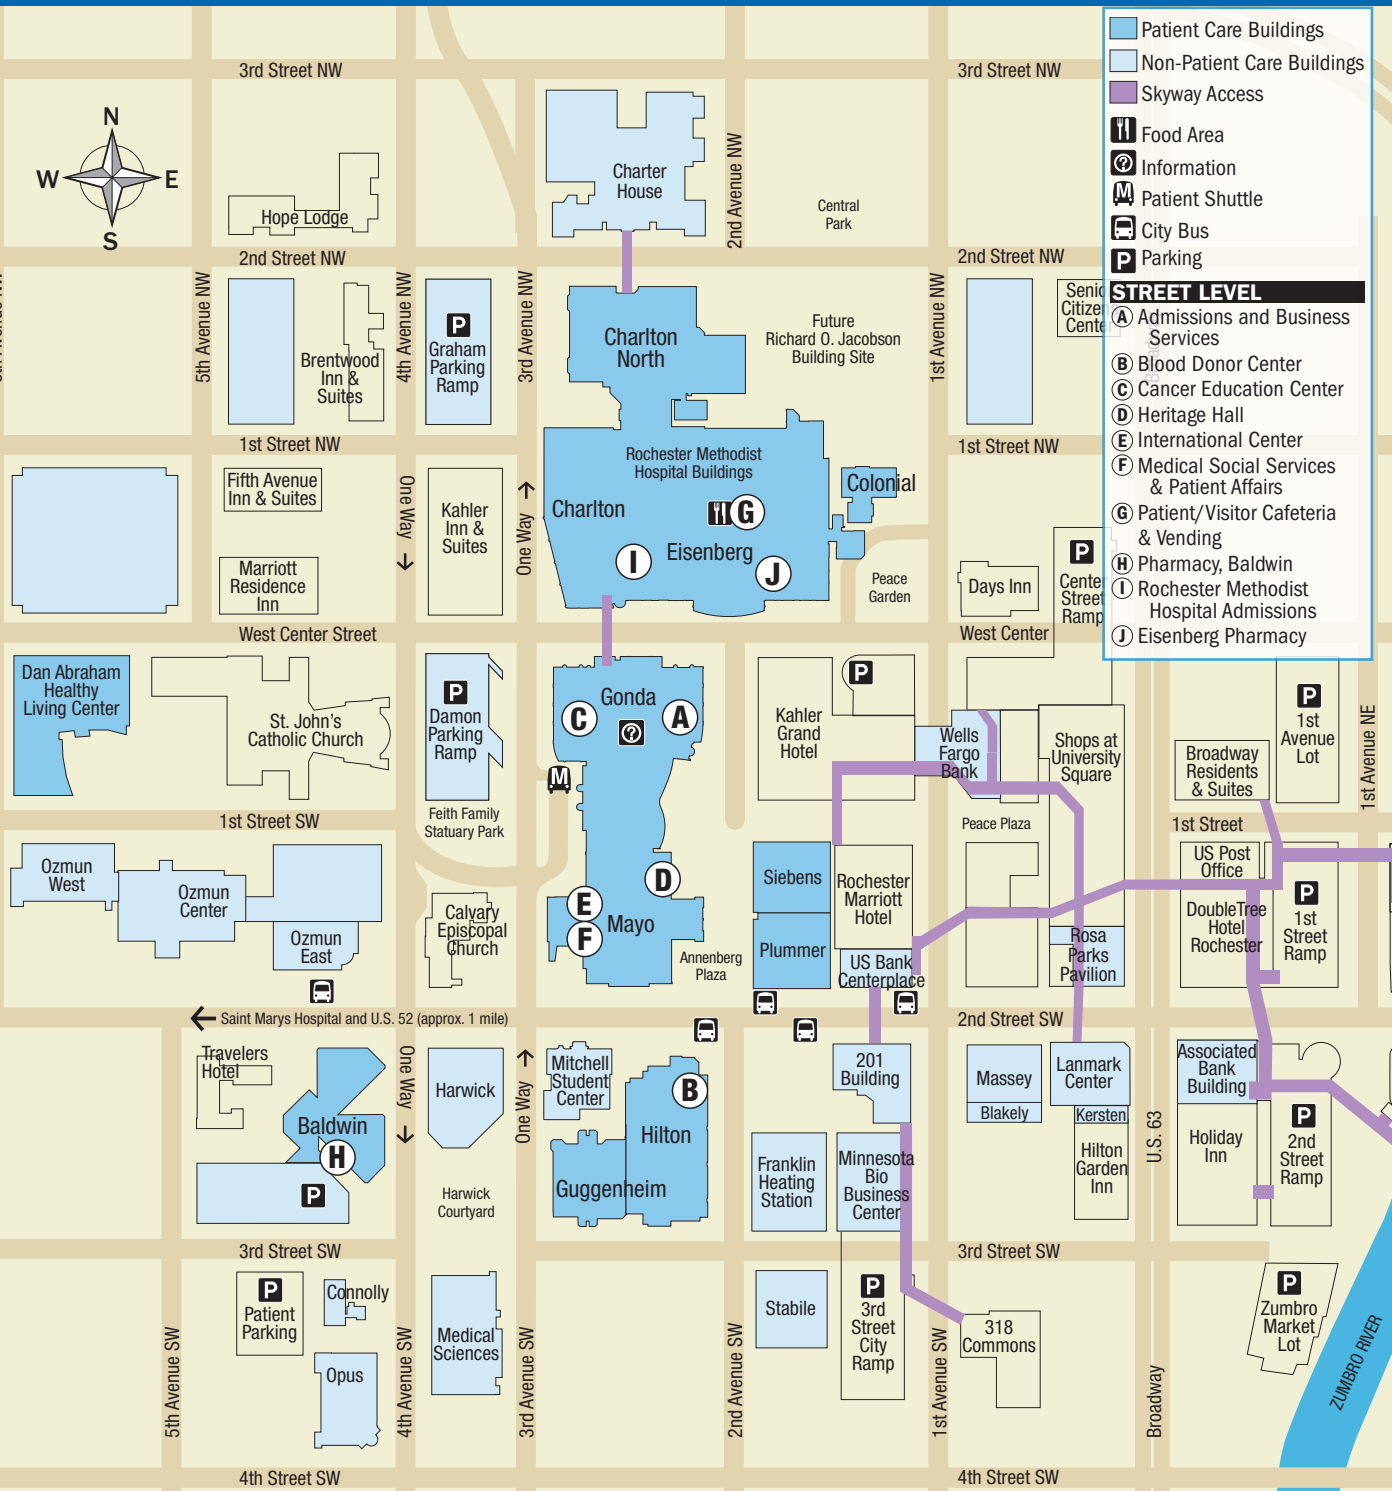 Patient Care Buildings
Non-Patient Care Buildings
Skyway Access
Food Area
Information
M
Patient Shuttle
City Bus
P
Parking
STREET LEVEL
A Admissions and Business
Services
B Blood Donor Center
C Cancer Education Center
D Heritage Hall
E International Center
F Medical Social Services
& Patient Affairs
G Patient/Visitor Cafeteria
& Vending
H Pharmacy, Baldwin
I Rochester Methodist
Hospital Admissions
J Eisenberg Pharmacy
3rd Street NW
3rd Street NW
N
W
E
S
Hope Lodge
Charter
House
2nd Avenue NW
Central
Park
2nd Street NW
2nd Street NW
5th Avenue NW
4th Avenue NW
3rd Avenue NW
1st Avenue NW
Brentwood
Inn &
Suites
P
Graham
Parking
Ramp
Charlton
North
Future
Richard O. Jacobson
Building Site
Center
1st Street NW
1st Street NW
Fifth Avenue
Inn & Suites
Marriott
Residence
Inn
One Way
Kahler
Inn &
Suites
One Way
Rochester Methodist
Hospital Buildings
Charlton
G
Eisenberg
I
J
Colonial
Peace
Garden
Days Inn
P
Center
Street
Ramp
West Center Street
West Center
Dan Abraham
Healthy
Living Center
St. John's
Catholic Church
P
Damon
Parking
Ramp
Gonda
C
A
M
Kahler
Grand
Hotel
P
Wells
Fargo
Bank
Shops at
University
Square
P
1st
Avenue
Lot
Broadway
Residents
& Suites
1st Avenue NE
1st Street SW
Feith Family
Statuary Park
Peace Plaza
1st Street
Ozmun
West
Ozmun
Center
Ozmun
East
Calvary
Episcopal
Church
D
E
F
Mayo
Annenberg
Plaza
Siebens
Plummer
Rochester
Marriott
Hotel
US Bank
Centerplace
Rosa
Parks
Pavilion
US Post
Office
DoubleTree
Hotel
Rochester
P
1st
Street
Ramp
Saint Marys Hospital and U.S. 52 (approx. 1 mile)
2nd Street SW
Travelers
Hotel
Baldwin
H
P
One Way
Harwick
Harwick
Courtyard
One Way
Mitchell
Student
Center
B
Hilton
Guggenheim
201
Building
Franklin
Heating
Station
Minnesota
Bio
Business
Center
Massey
Blakely
Lanmark
Center
Kersten
Hilton
Garden
Inn
U.S. 63
Associated
Bank
Building
Holiday
Inn
P
2nd
Street
Ramp
3rd Street SW
3rd Street SW
P
Patient
Parking
Connolly
Opus
Medical
Sciences
Stabile
P
3rd
Street
City
Ramp
318
Commons
P
Zumbro
Market
Lot
ZUMBRO RIVER
5th Avenue SW
4th Avenue SW
3rd Avenue SW
2nd Avenue SW
1st Avenue SW
Broadway
4th Street SW
4th Street SW